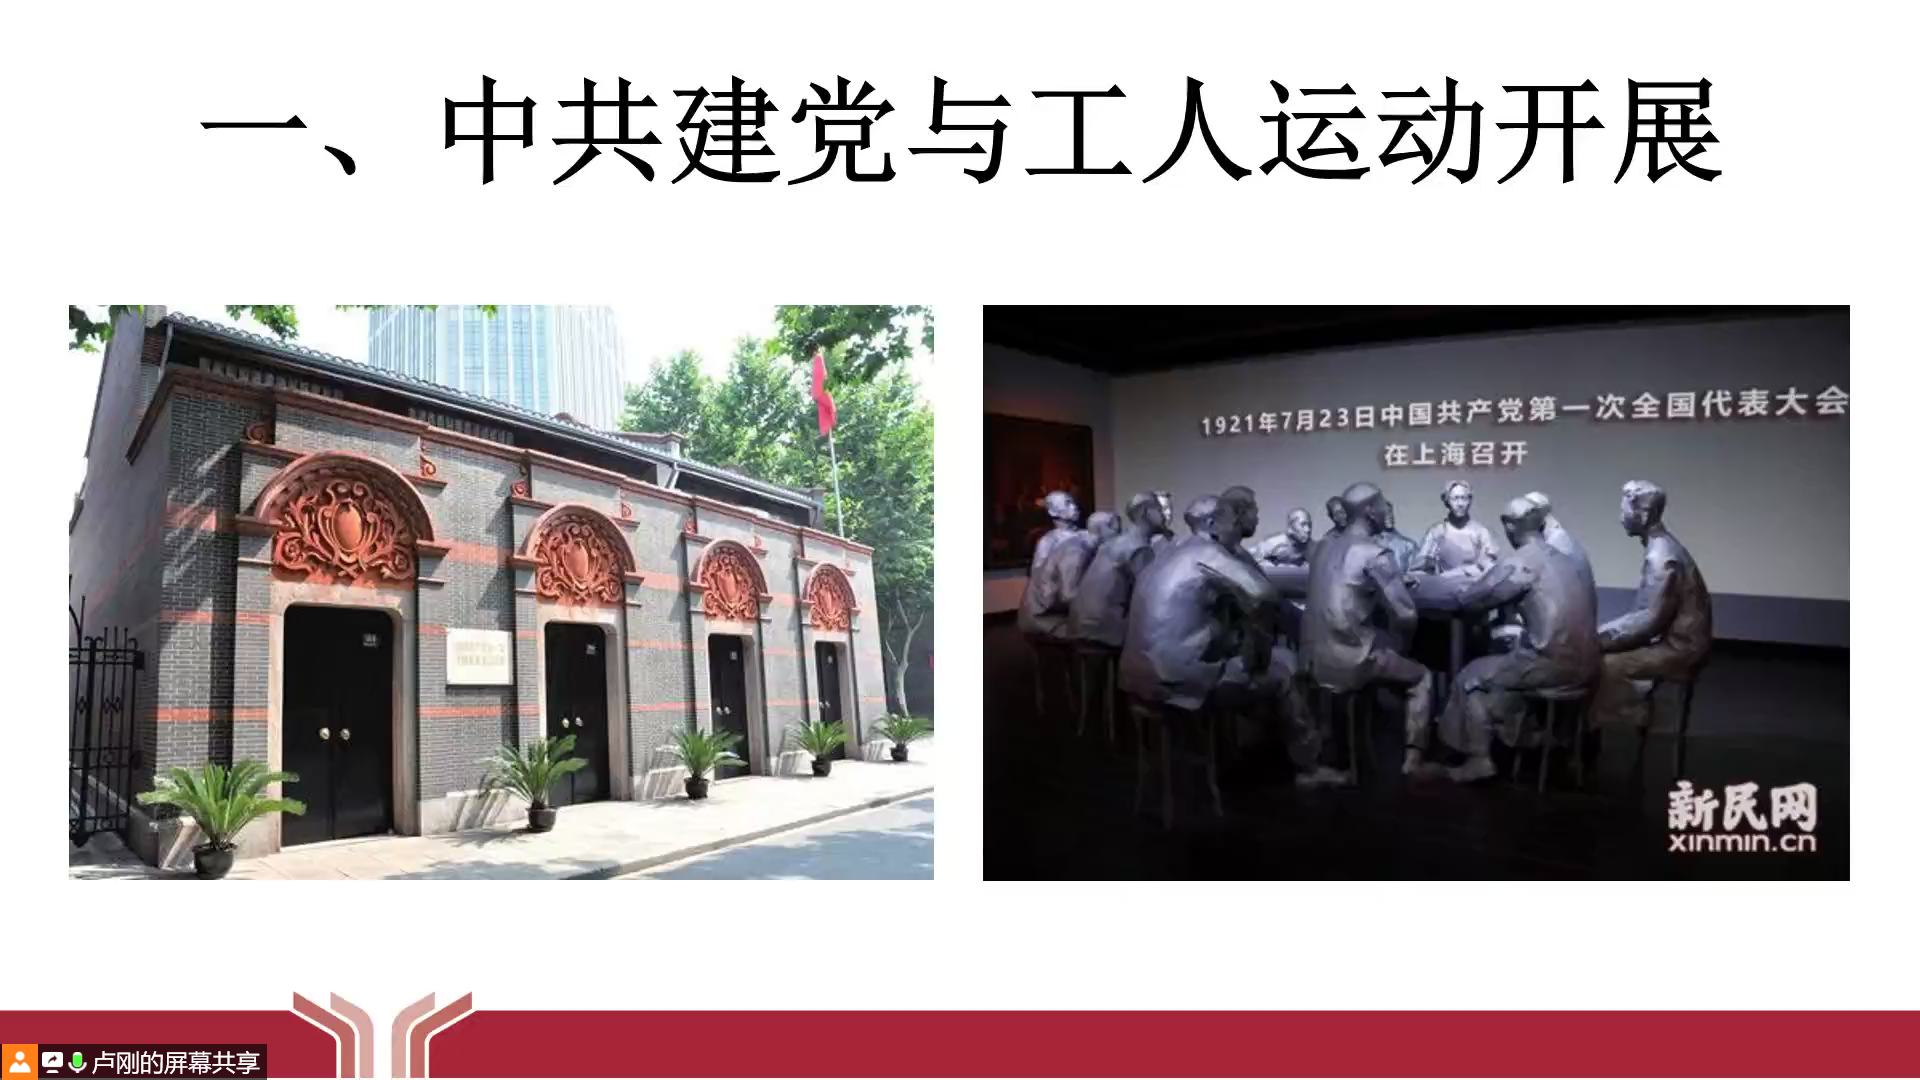 一、中共建党与工人运动开展
1921年7月23日中国共产党第一次全国代表大会
在上海召开
新民网
xinmin.cn
卢刚的屏幕共享